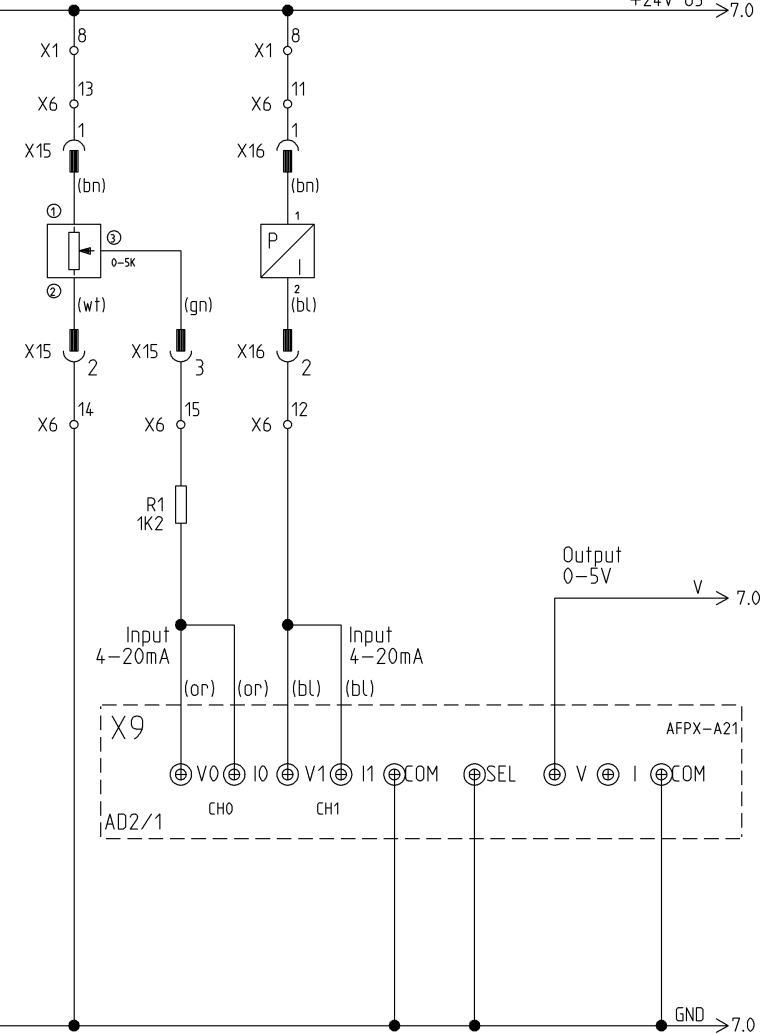 +24V 05
7.0
8
8
X1
X1
13
11
X6
X6
1
1
X15
X16
(bn)
(bn)
1
1
3
P
I
0-5K
2
2
(wt)
(gn)
(bl)
X15
X15
X16
2
3
2
14
15
12
X6
X6
X6
R1
1K2
Output
0-5V
V
7.0
Input
4-20mA
Input
4-20mA
(or)
(or)
(bl)
(bl)
X9
AFPX-A21
V0
I0
V1
I1
COM
SEL
V
I
COM
CH0
CH1
AD2/1
GND
7.0